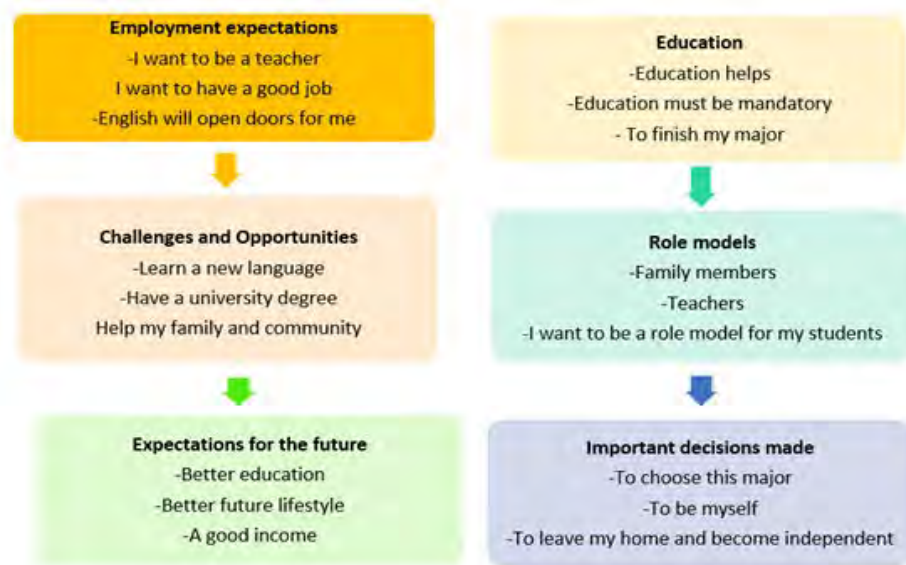 Employment expectations
-I want to be a teacher
I want to have a good job
-English will open doors for me
Challenges and Opportunities
-Learn a new language
-Have a university degree
Help my family and community
Expectations for the future
-Better education
-Better future lifestyle
-A good income
Education
-Education helps
-Education must be mandatory
- To finish my major
Role models
-Family members
-Teachers
-I want to be a role model for my students
Important decisions made
-To choose this major
-To be myself
-To leave my home and become independent